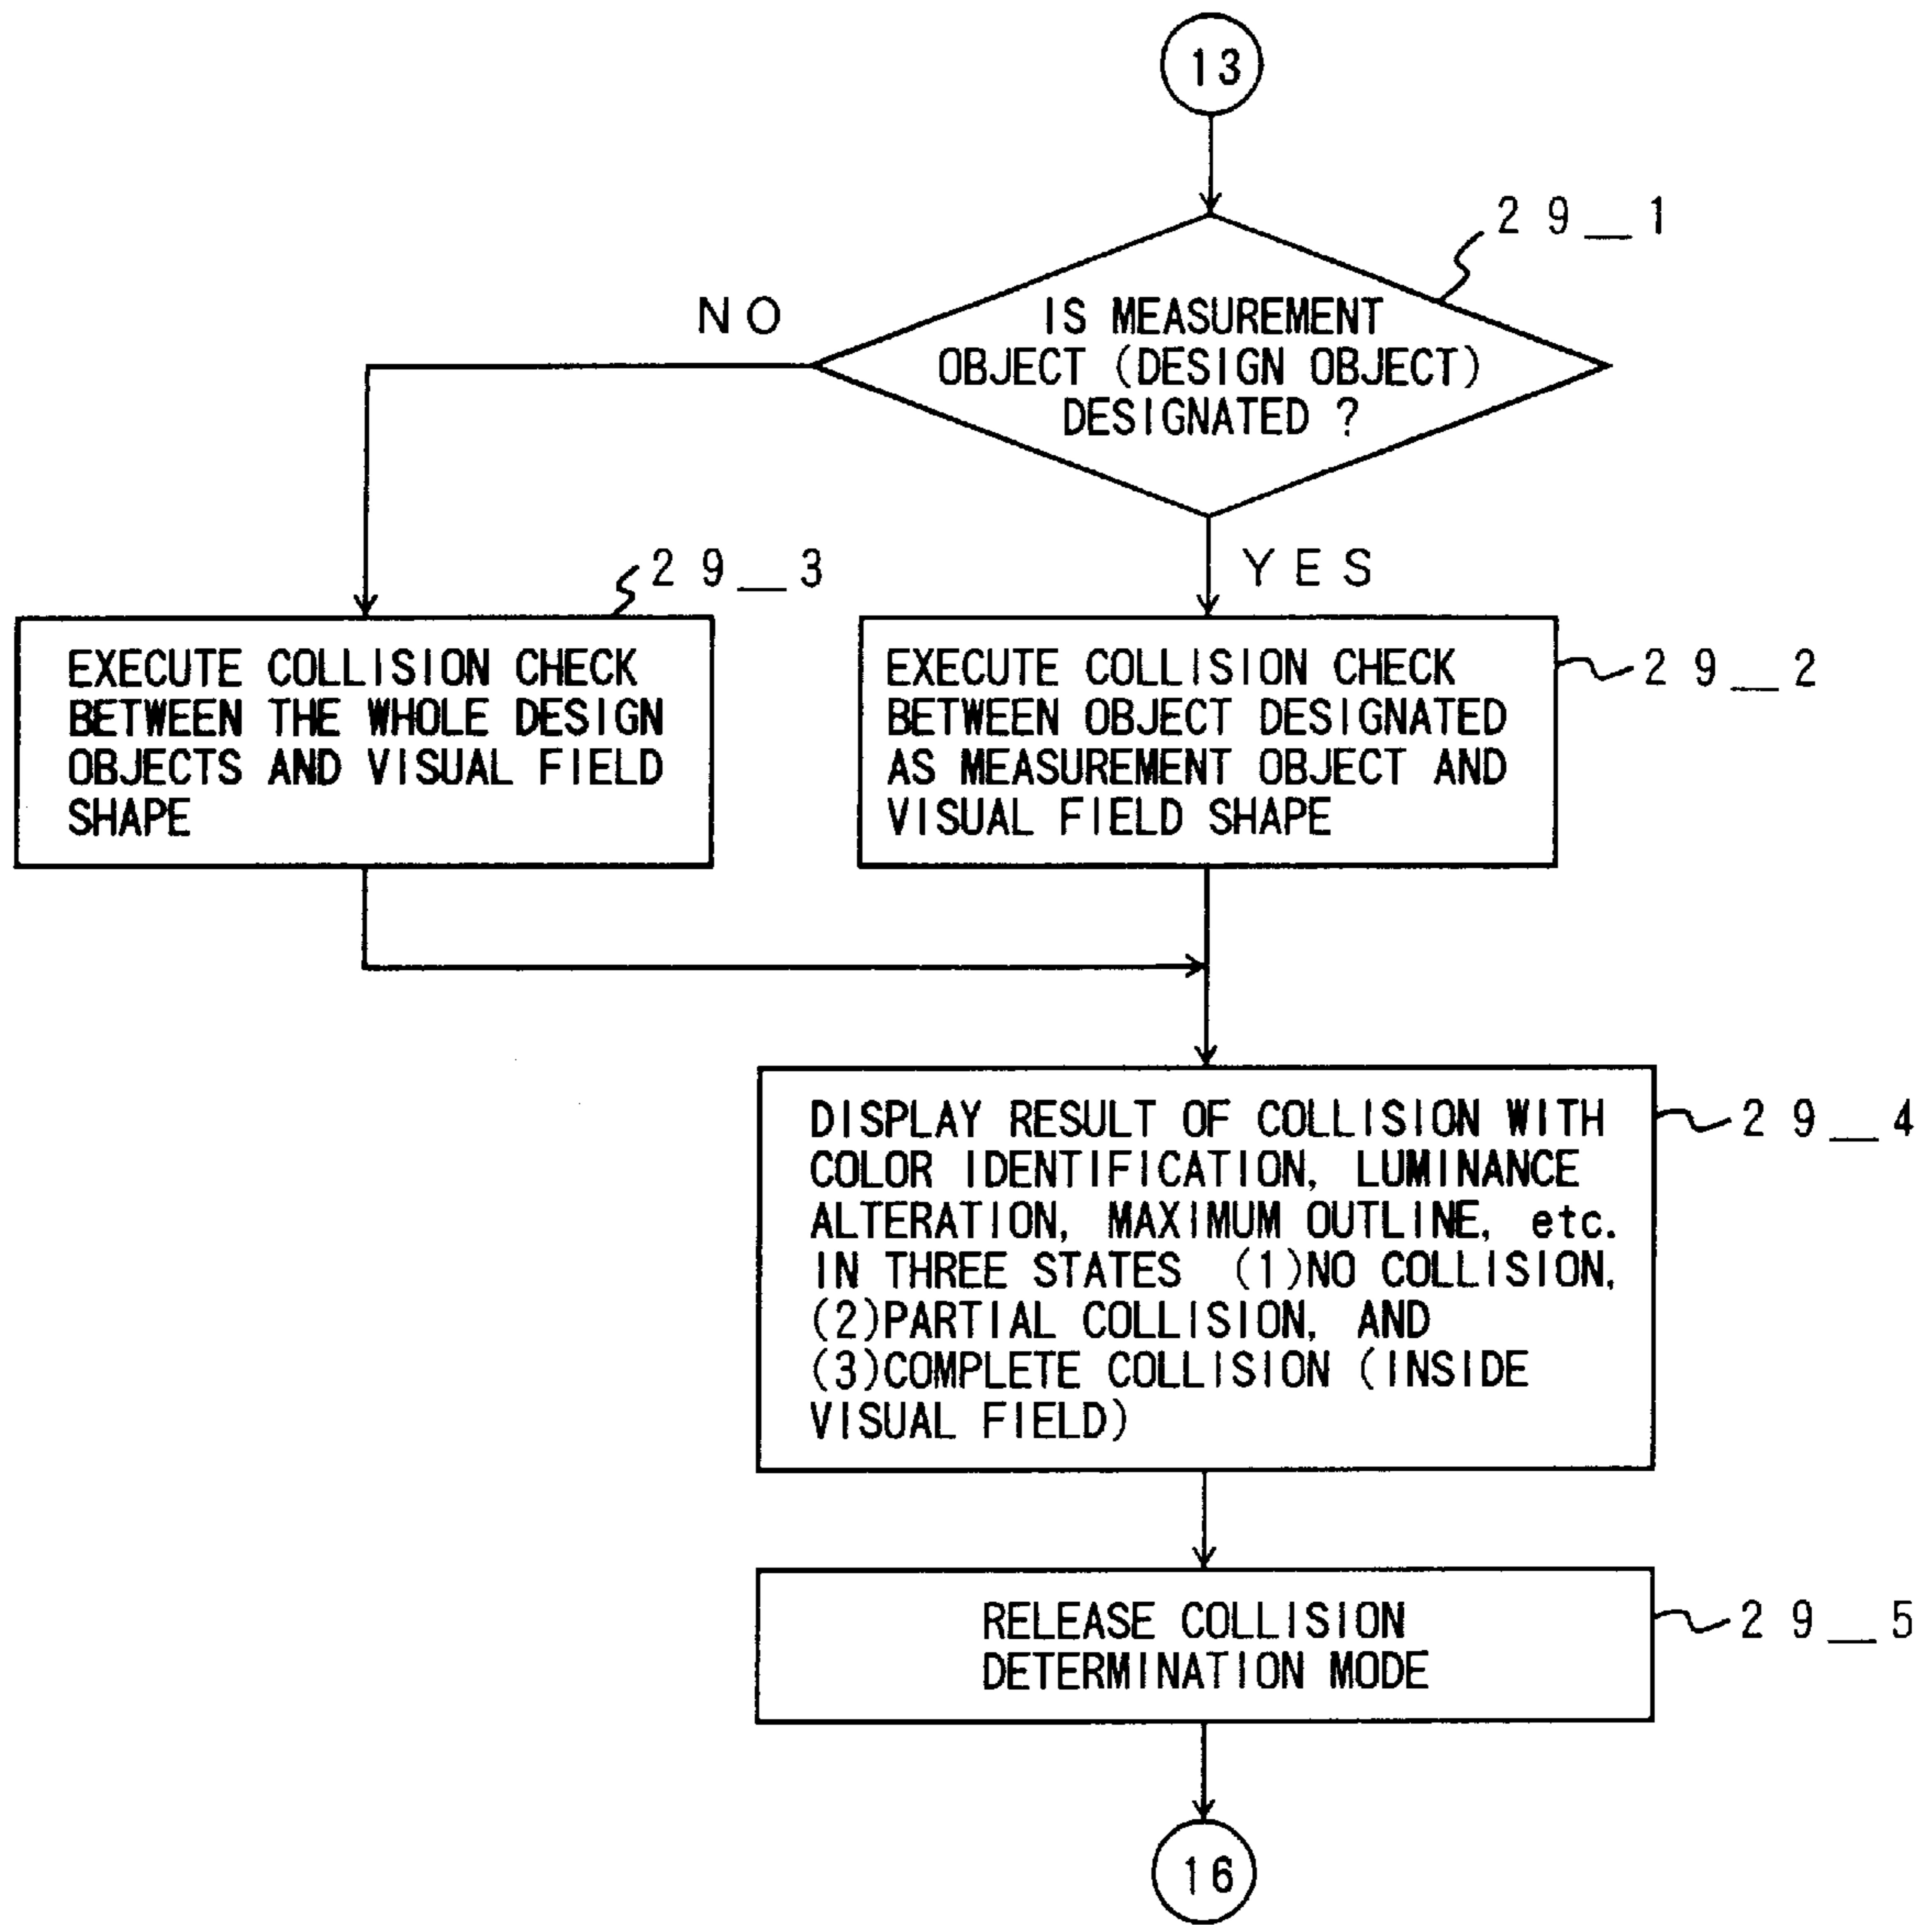 13
29_1
NO
IS MEASUREMENT
OBJECT (DESIGN OBJECT)
DESIGNATED ?
29_3
YES
EXECUTE COLLISION CHECK
BETWEEN THE WHOLE DESIGN
OBJECTS AND VISUAL FIELD
SHAPE
EXECUTE COLLISION CHECK
BETWEEN OBJECT DESIGNATED
AS MEASUREMENT OBJECT AND
VISUAL FIELD SHAPE
29_2
DISPLAY RESULT OF COLLISION WITH
COLOR IDENTIFICATION, LUMINANCE
ALTERATION, MAXIMUM OUTLINE, etc.
IN THREE STATES (1)NO COLLISION,
(2)PARTIAL COLLISION, AND
(3)COMPLETE COLLISION (INSIDE
VISUAL FIELD)
29_4
RELEASE COLLISION
DETERMINATION MODE
29_5
16